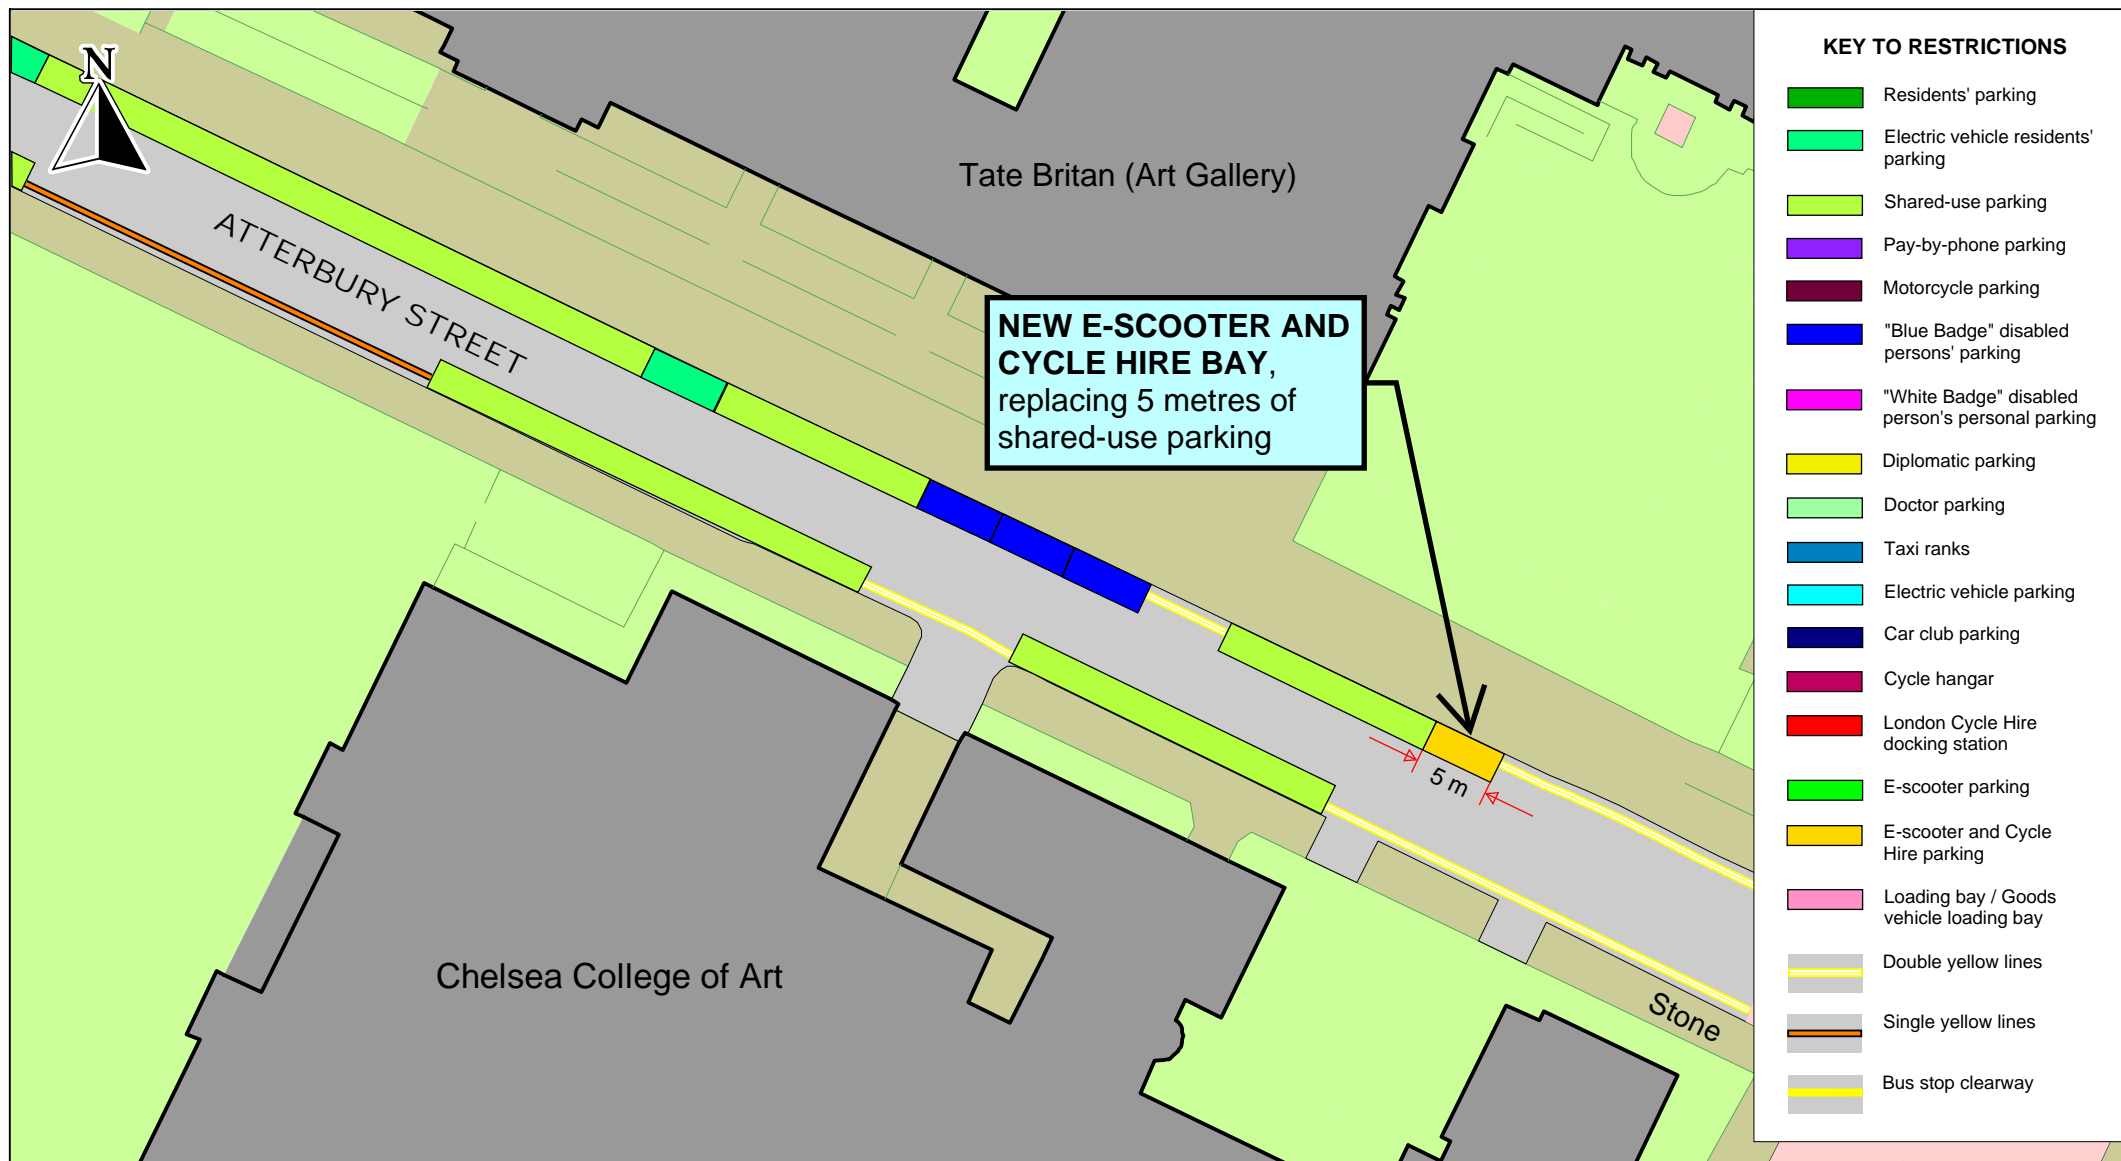 N
ATTERBURY STREET
Tate Britan (Art Gallery)
NEW E-SCOOTER AND
CYCLE HIRE BAY,
replacing 5 metres of
shared-use parking
5 m
Chelsea College of Art
Stone
KEY TO RESTRICTIONS
Residents' parking
Electric vehicle residents'
parking
Shared-use parking
Pay-by-phone parking
Motorcycle parking
"Blue Badge" disabled
persons' parking
"White Badge" disabled
person's personal parking
Diplomatic parking
Doctor parking
Taxi ranks
Electric vehicle parking
Car club parking
Cycle hangar
London Cycle Hire
docking station
E-scooter parking
E-scooter and Cycle
Hire parking
Loading bay / Goods
vehicle loading bay
Double yellow lines
Single yellow lines
Bus stop clearway